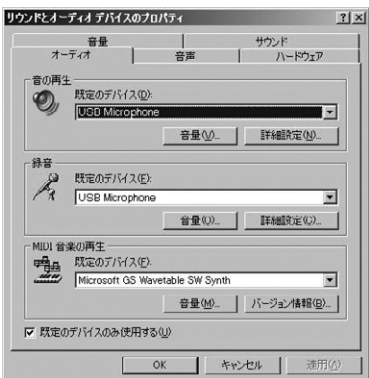 サウンドとオーディオ デバイスのプロパティ
音量 サウンド
オーディオ 音声 ハードウェア
音の再生
既定のデバイス(D):
USB Microphone
音量(V)... 詳細設定(N)...
録音
既定のデバイス(E):
USB Microphone
音量(O)... 詳細設定(C)...
MIDI 音楽の再生
既定のデバイス(F):
Microsoft GS Wavetable SW Synth
音量(M)... バージョン情報(B)...
既定のデバイスのみ使用する(U)
OK キャンセル 適用(A)